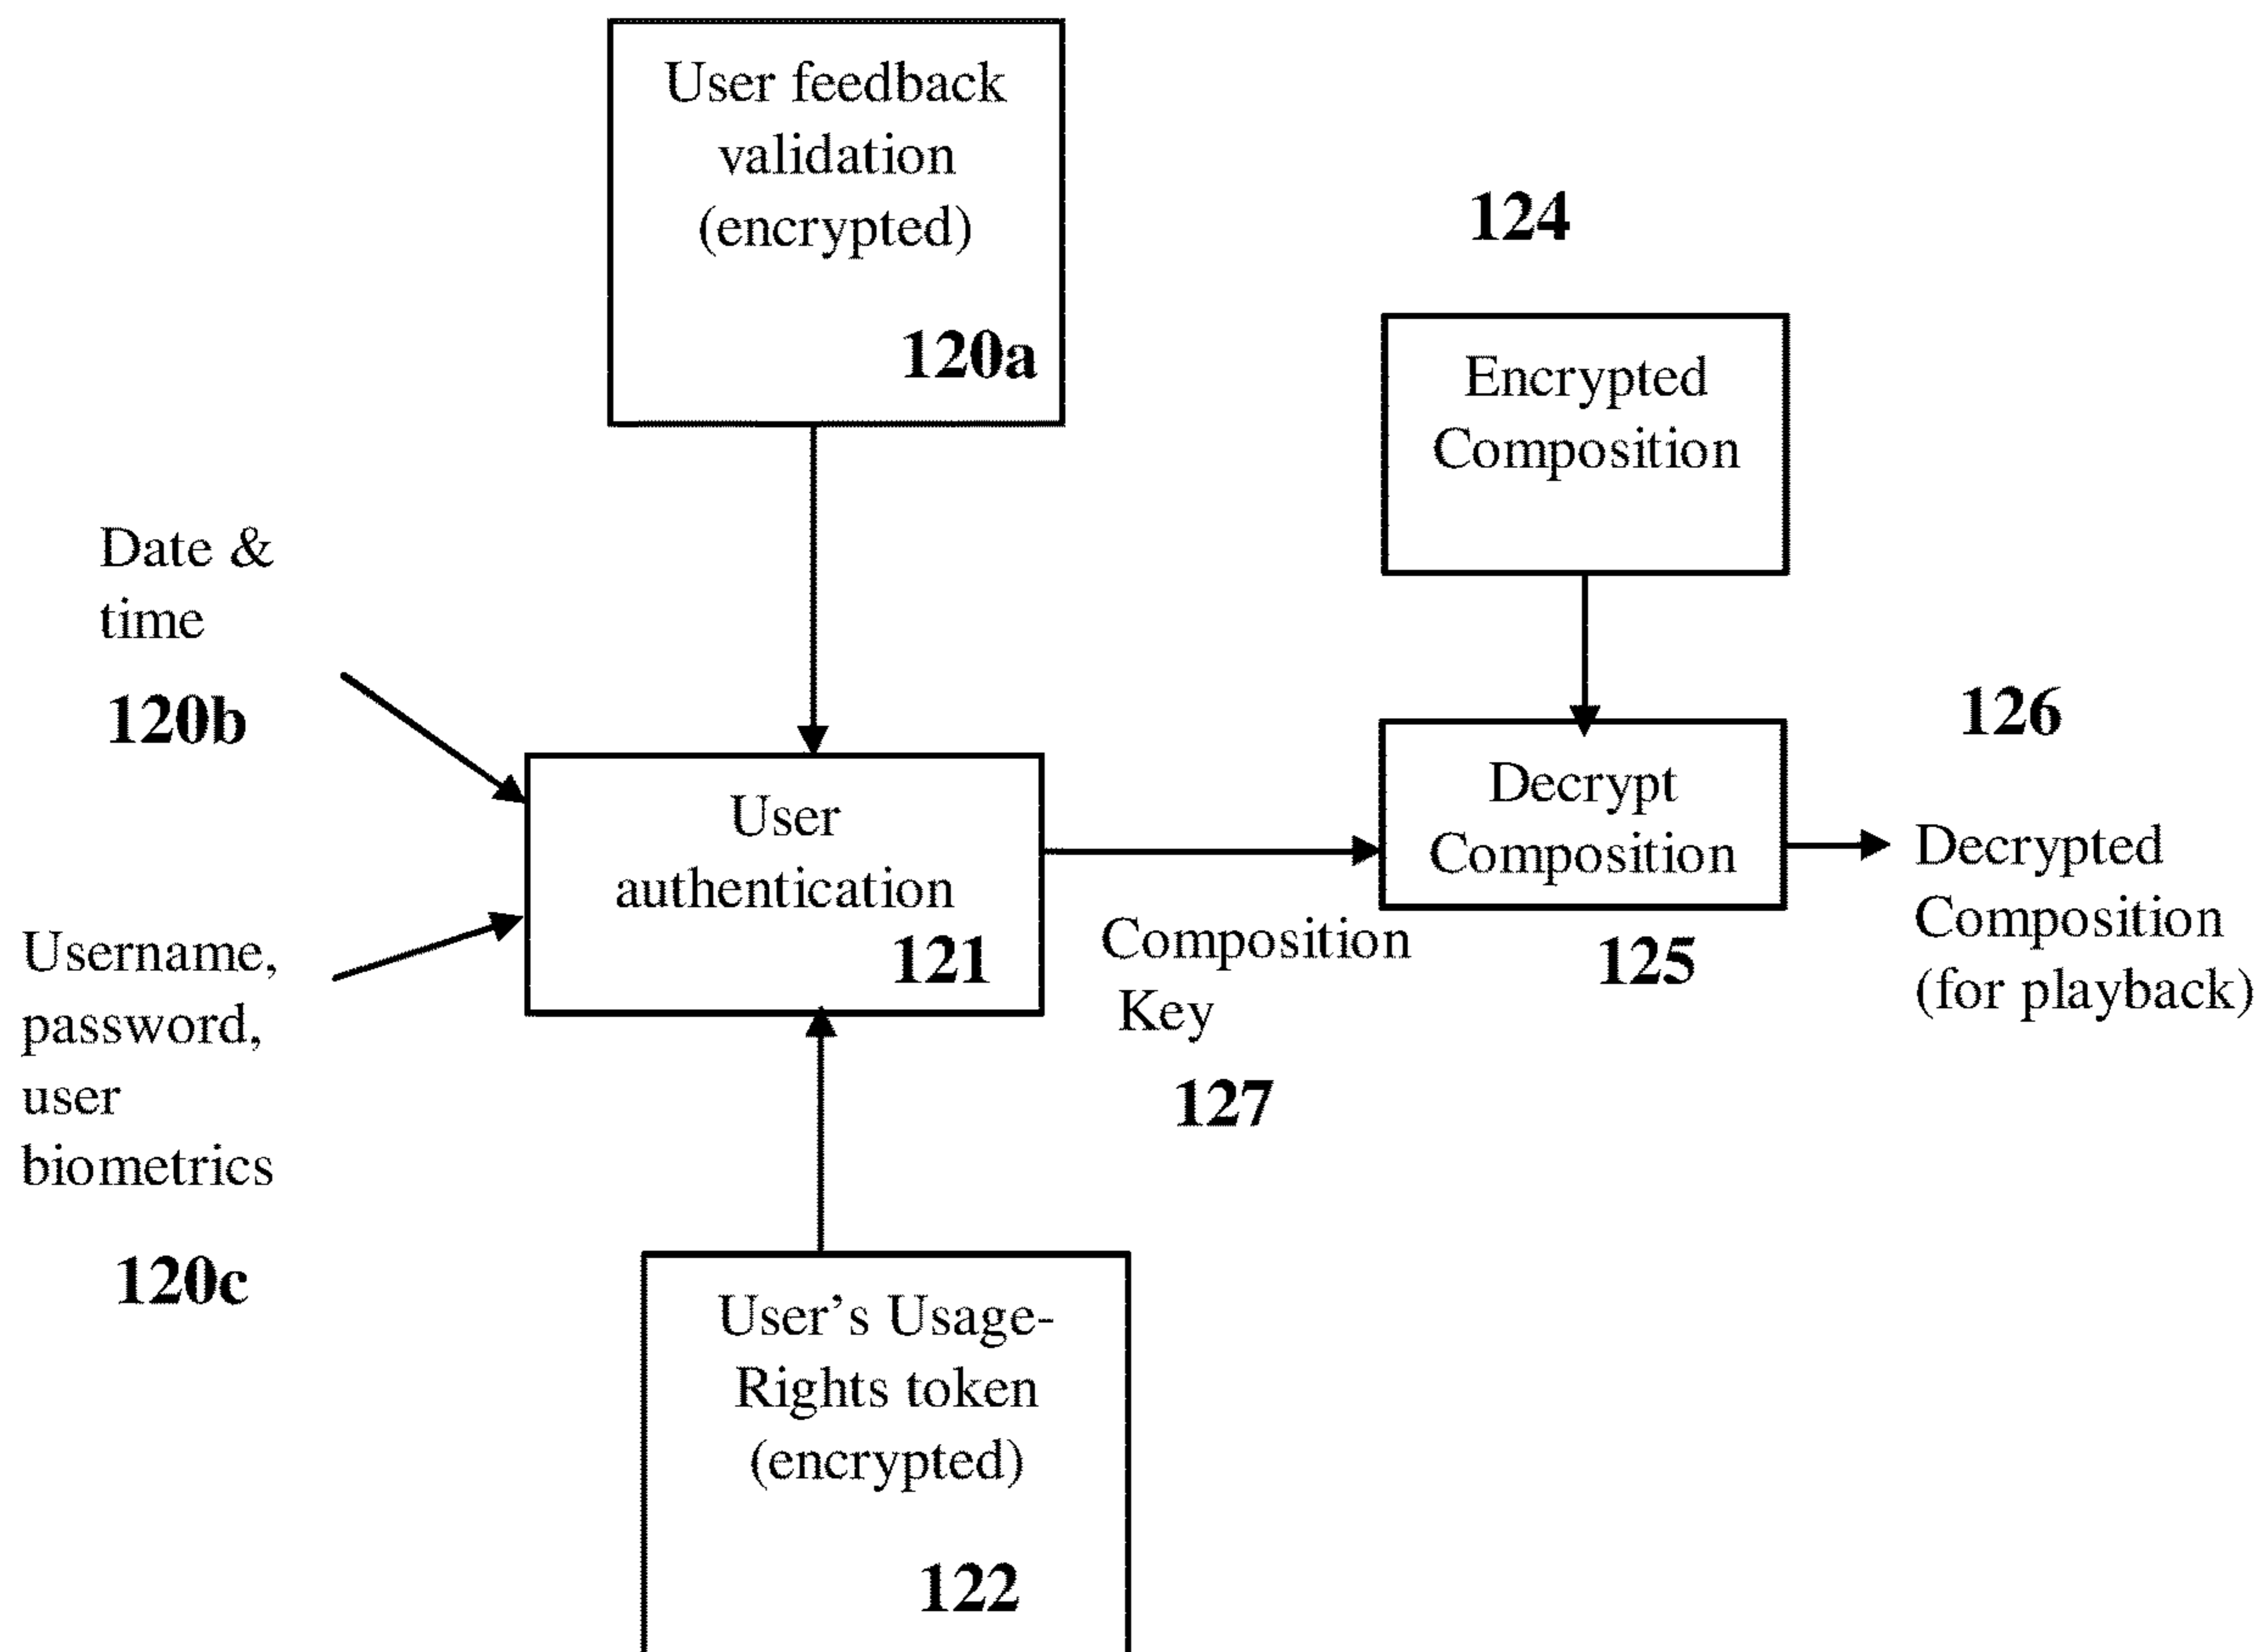 User feedback
validation
(encrypted)
120a
124
Encrypted
Composition
Date &
time
120b
126
User
authentication
121
Decrypt
Composition
125
Decrypted
Composition
(for playback)
Username,
password,
user
biometrics
120c
Composition
Key
127
User’s Usage-
Rights token
(encrypted)
122